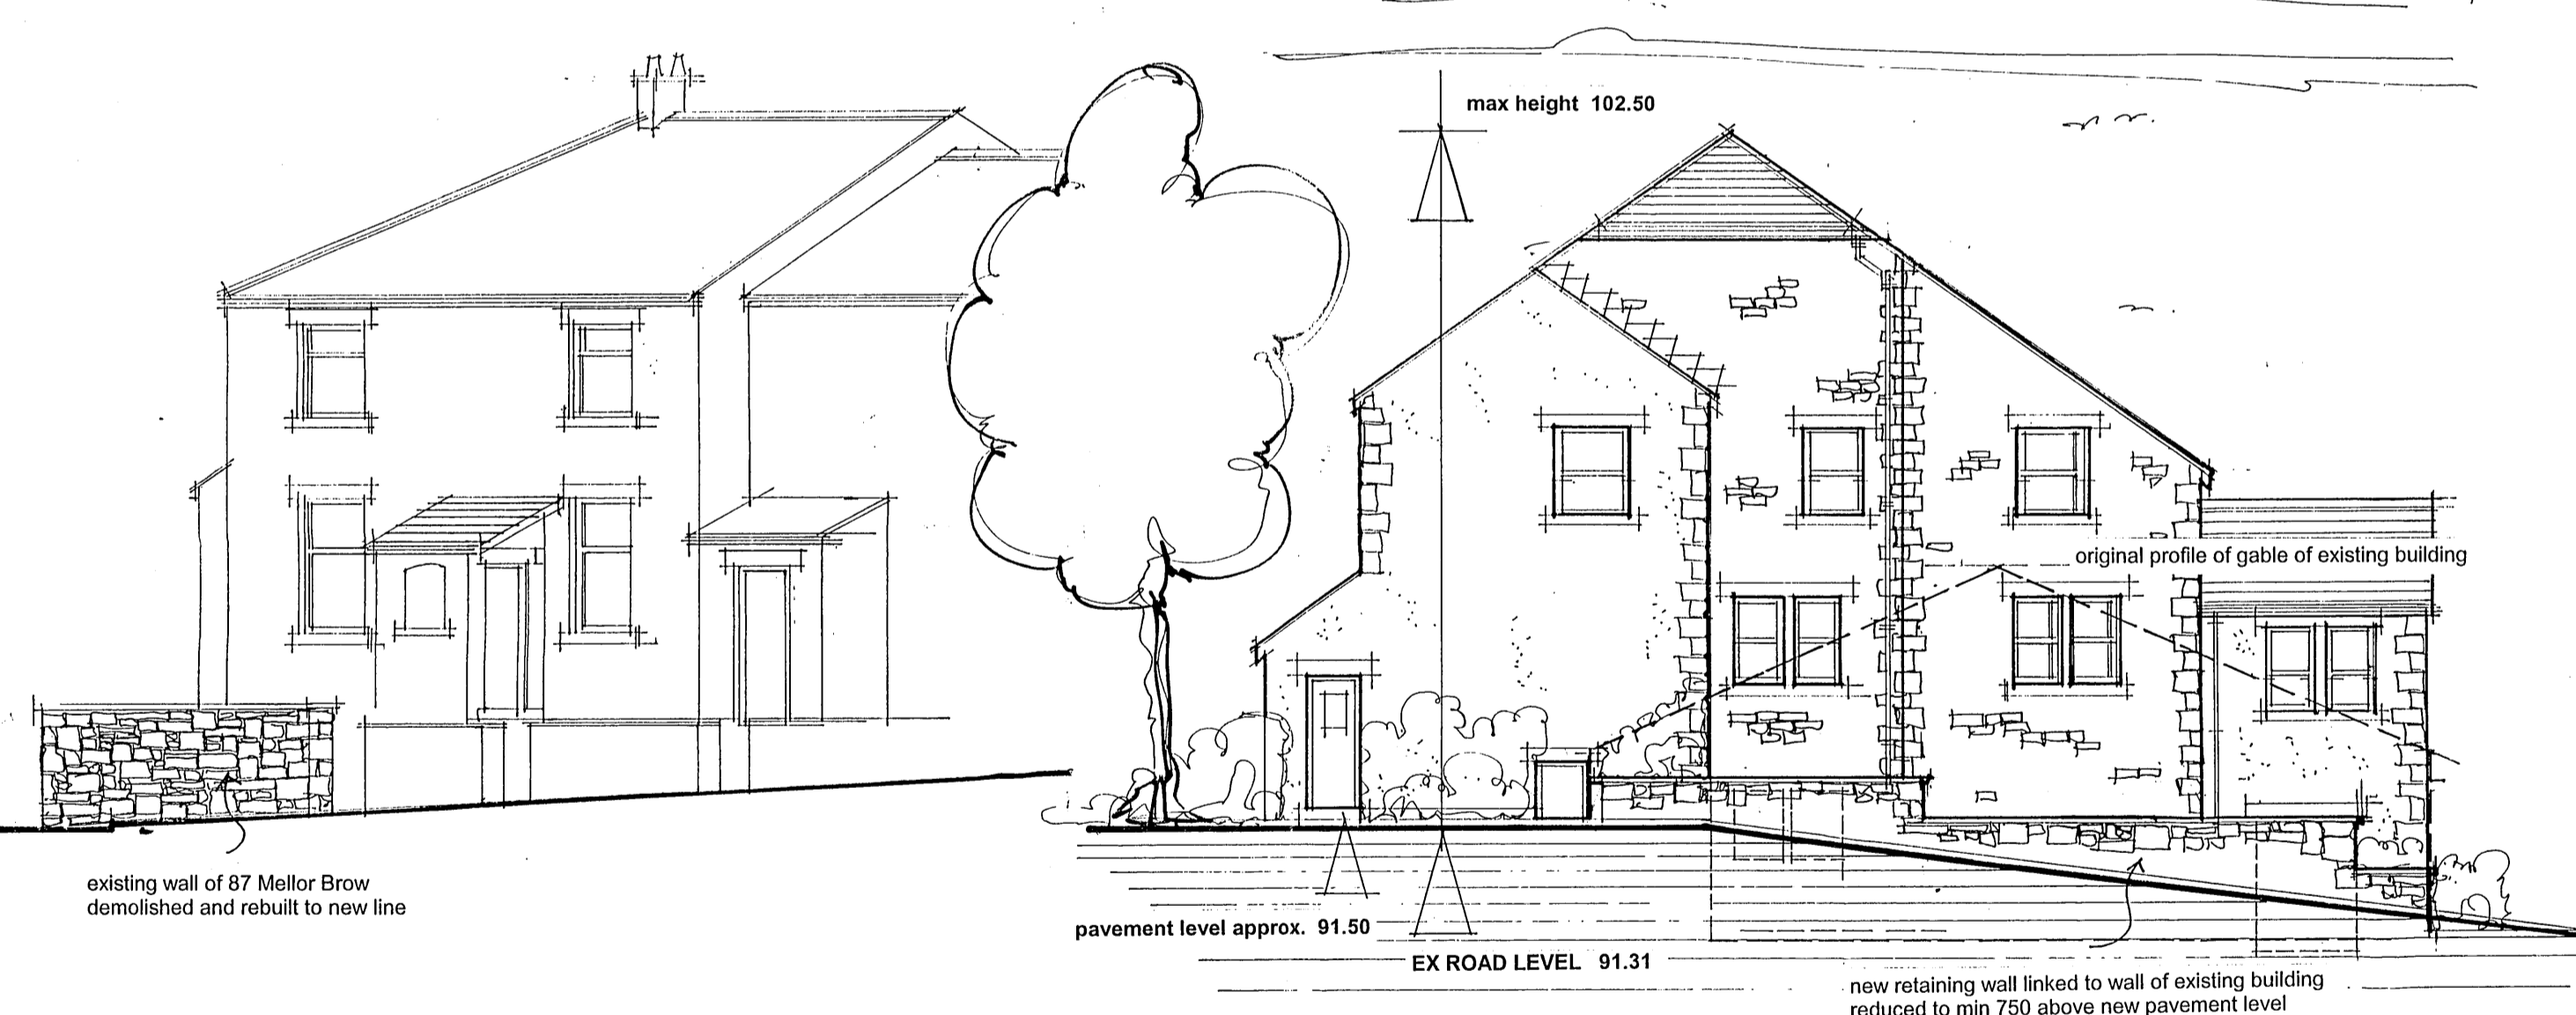 max height 102.50
original profile of gable of existing building
existing wall of 87 Mellor Brow
demolished and rebuilt to new line
pavement level approx. 91.50
EX ROAD LEVEL 91.31
new retaining wall linked to wall of existing building
reduced to min 750 above new pavement level